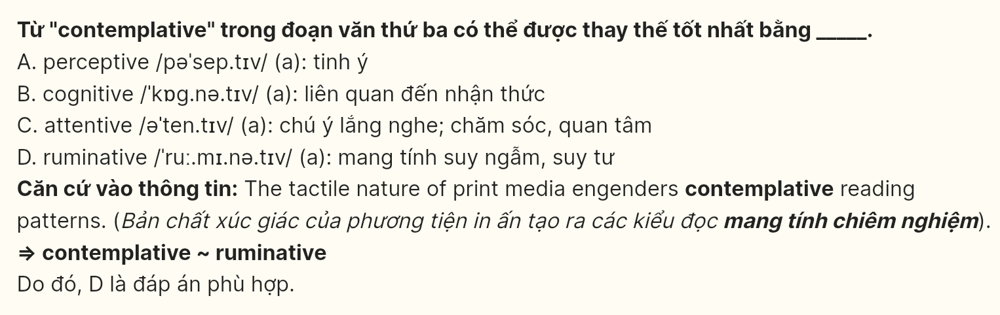 Từ "contemplative" trong đoạn văn thứ ba có thể được thay thế tốt nhất bằng _____.
A. perceptive /pəˈsep.tɪv/ (a): tinh ý
B. cognitive /ˈkɒɡ.nə.tɪv/ (a): liên quan đến nhận thức
C. attentive /əˈten.tɪv/ (a): chú ý lắng nghe; chăm sóc, quan tâm
D. ruminative /ˈruː.mɪ.nə.tɪv/ (a): mang tính suy ngẫm, suy tư
Căn cứ vào thông tin: The tactile nature of print media engenders contemplative reading
patterns. (Bản chất xúc giác của phương tiện in ấn tạo ra các kiểu đọc mang tính chiêm nghiệm).
⇒ contemplative ~ ruminative
Do đó, D là đáp án phù hợp.